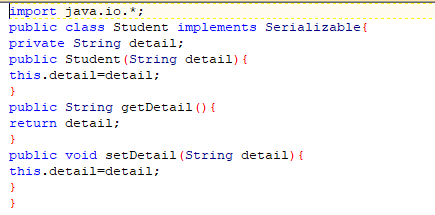 import java.io.*;
public class Student implements Serializable{
private String detail;
public Student(String detail){
this.detail=detail;
}
public String getDetail(){
return detail;
}
public void setDetail(String detail){
this.detail=detail;
}
}